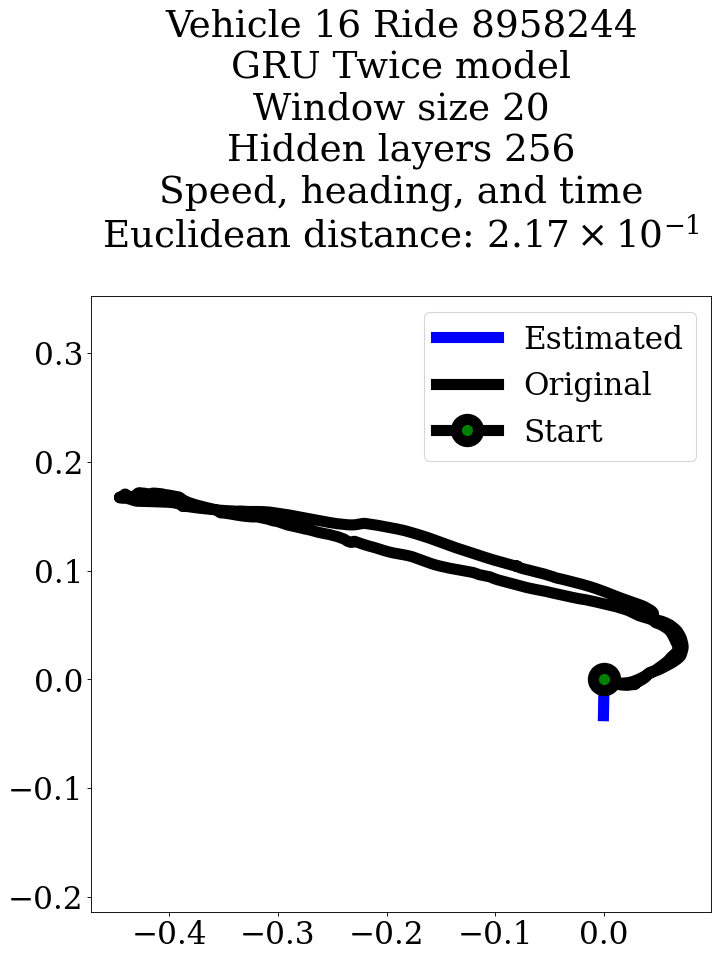 Vehicle 16 Ride 8958244
GRU Twice model
Window size 20
Hidden layers 256
Speed, heading, and time
Euclidean distance: 2.17 × 10⁻¹
Estimated
Original
Start
0.3
0.2
0.1
0.0
−0.1
−0.2
−0.4 −0.3 −0.2 −0.1 0.0